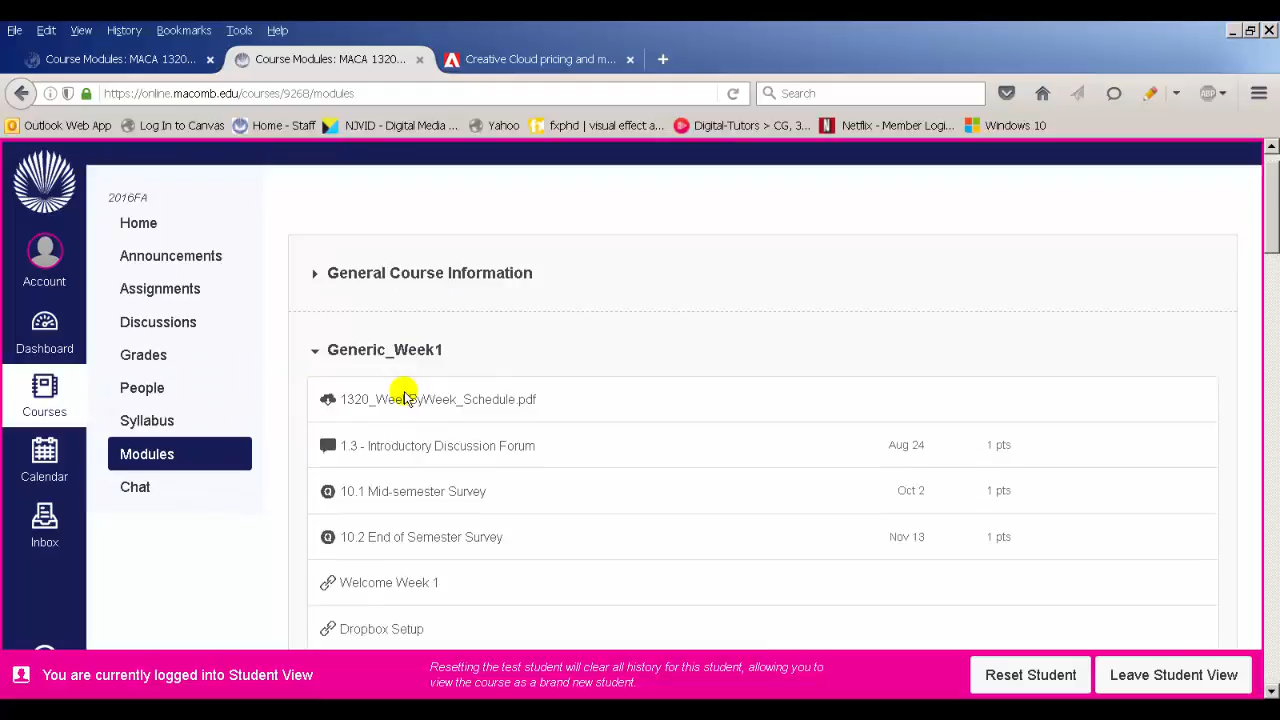 File Edit View History Bookmarks Tools Help
Course Modules: MACA 1320... × Course Modules: MACA 1320... × Creative Cloud pricing and m... × +
https://online.macomb.edu/courses/9268/modules Search ABP
Outlook Web App Log In to Canvas Home - Staff NJVID - Digital Media ... Yahoo fxphd | visual effect a... Digital-Tutors > CG, 3... Netflix - Member Logi... Windows 10
2016FA
Home
Announcements
Assignments
Discussions
Grades
People
Syllabus
Modules
Chat
Account
Dashboard
Courses
Calendar
Inbox
General Course Information
Generic_Week1
1320_WeekByWeek_Schedule.pdf
1.3 - Introductory Discussion Forum Aug 24 1 pts
10.1 Mid-semester Survey Oct 2 1 pts
10.2 End of Semester Survey Nov 13 1 pts
Welcome Week 1
Dropbox Setup
You are currently logged into Student View
Resetting the test student will clear all history for this student, allowing you to
view the course as a brand new student.
Reset Student Leave Student View